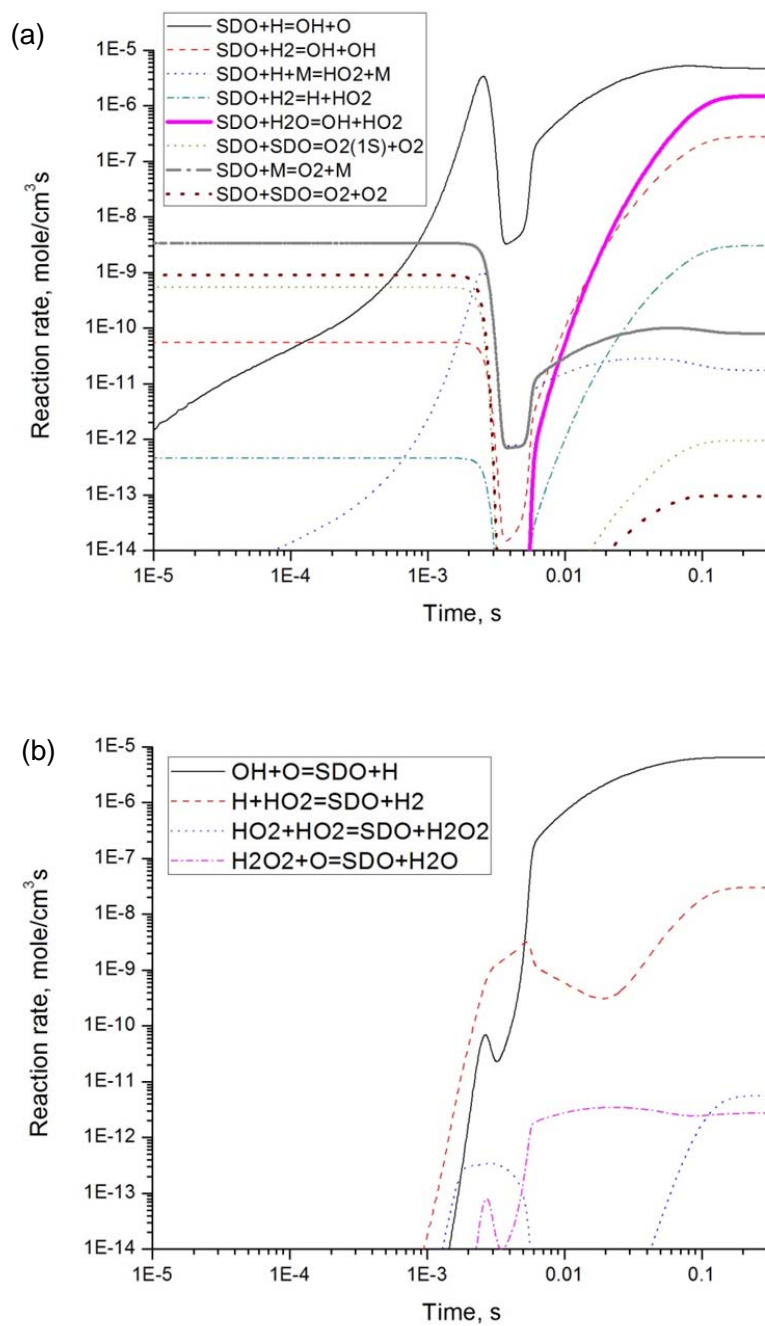 (a)
SDO+H=OH+O
SDO+H2=OH+OH
SDO+H+M=HO2+M
SDO+H2=H+HO2
SDO+H2O=OH+HO2
SDO+SDO=O2(1S)+O2
SDO+M=O2+M
SDO+SDO=O2+O2
1E-5
1E-6
1E-7
1E-8
1E-9
1E-10
1E-11
1E-12
1E-13
1E-14
Reaction rate, mole/cm^3s
1E-5 1E-4 1E-3 0.01 0.1
Time, s
(b)
OH+O=SDO+H
H+HO2=SDO+H2
HO2+HO2=SDO+H2O2
H2O2+O=SDO+H2O
1E-5
1E-6
1E-7
1E-8
1E-9
1E-10
1E-11
1E-12
1E-13
1E-14
Reaction rate, mole/cm^3s
1E-5 1E-4 1E-3 0.01 0.1
Time, s